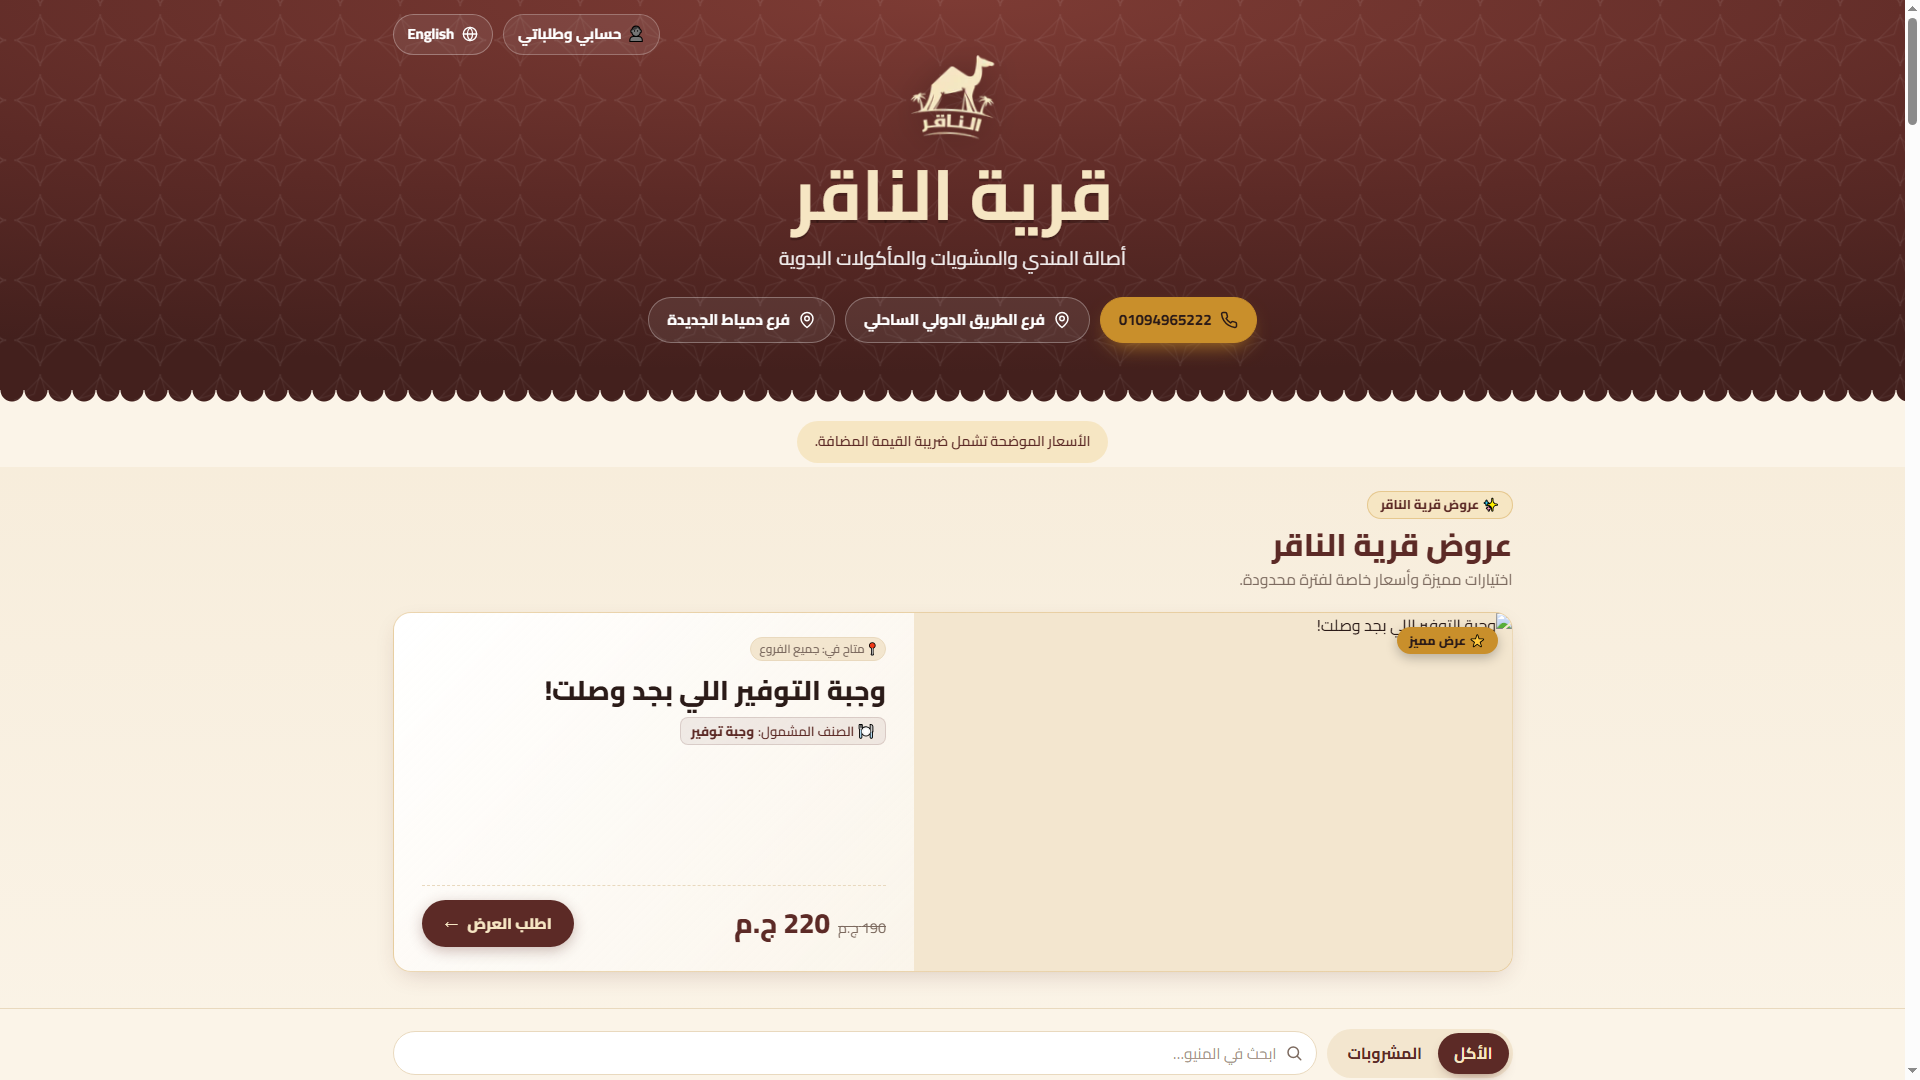 حسابي وطلباتي
English
الناقر
قرية الناقر
أصالة المندي والمشويات والمأكولات البدوية
01094965222
فرع الطريق الدولي الساحلي
فرع دمياط الجديدة
الأسعار الموضحة تشمل ضريبة القيمة المضافة.
عروض قرية الناقر
عروض قرية الناقر
اختيارات مميزة وأسعار خاصة لفترة محدودة.
وجبة التوفير اللي بجد وصلت!
عرض مميز
متاح في: جميع الفروع
وجبة التوفير اللي بجد وصلت!
الصنف المشمول: وجبة توفير
190 ج.م 220 ج.م
اطلب العرض ←
الأكل
المشروبات
ابحث في المنيو...